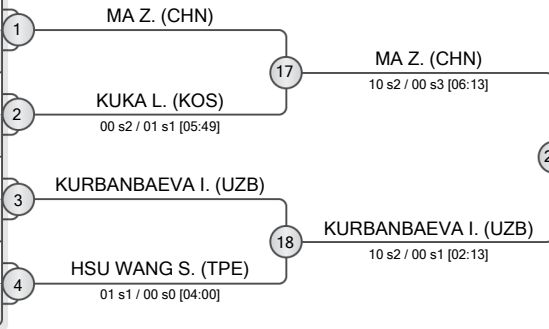 1
MA Z. (CHN)
17
MA Z. (CHN)
10 s2 / 00 s3 [06:13]
2
KUKA L. (KOS)
00 s2 / 01 s1 [05:49]
3
KURBANBAEVA I. (UZB)
18
KURBANBAEVA I. (UZB)
10 s2 / 00 s1 [02:13]
4
HSU WANG S. (TPE)
01 s1 / 00 s0 [04:00]